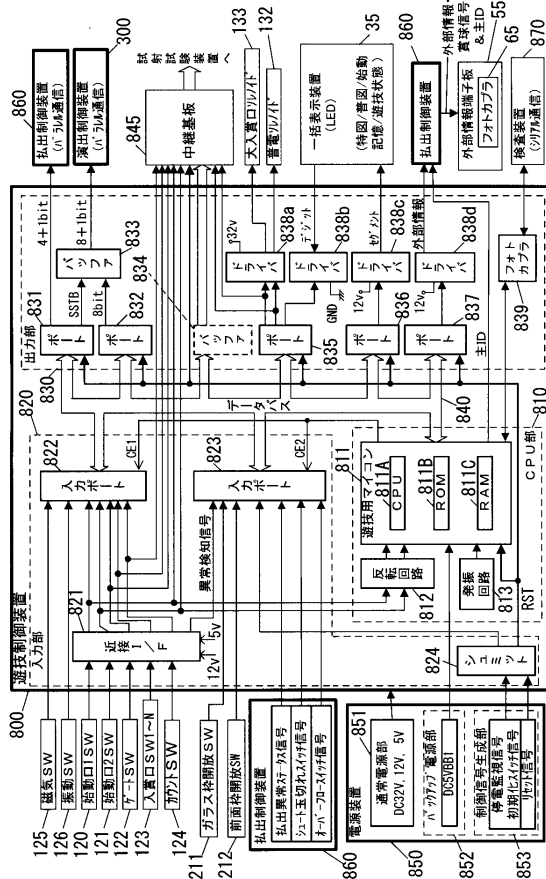 800
遊技制御装置
820
入力部
125
磁気SW
126
振動SW
120
始動口1SW
121
始動口2SW
122
ゲートSW
123
入賞口SW1〜N
124
カウントSW
211
ガラス枠開放SW
212
前面枠開放SW
821
近接I/F
12v
5v
異常検知信号
822
入力ポート
CE1
823
入力ポート
CE2
払出制御装置
払出異常ステータス信号
シュート玉切れスイッチ信号
オーバーフロースイッチ信号
860
電源装置
850
通常電源部
DC32V,12V, 5V
851
バックアップ電源部
DC5VBB1
852
制御信号生成部
停電監視信号
初期化スイッチ信号
リセット信号
853
824
シュミット
RST
反転回路
812
発振回路
813
811
遊技用マイコン
811A
CPU
811B
ROM
811C
RAM
CPU部
810
データバス
840
830
出力部
831
ポート
832
ポート
SSTB
8bit
4+1bit
8+1bit
バッファ
833
834
バッファ
ポート
835
ポート
836
ポート
837
主ID
32v
ドライバ
838a
デジット
ドライバ
838b
GND
セグメント
ドライバ
838c
12v
外部情報
ドライバ
838d
12v
フォトカプラ
839
860
払出制御装置
(パラレル通信)
300
演出制御装置
(パラレル通信)
845
中継基板
試射試験装置へ
133
大入賞口ソレノイド
132
普電ソレノイド
35
一括表示装置
(LED)
(特図/普図/始動
記憶/遊技状態)
860
払出制御装置
外部情報
賞球信号
&主ID
55
65
外部情報端子板
フォトカプラ
870
検査装置
(シリアル通信)